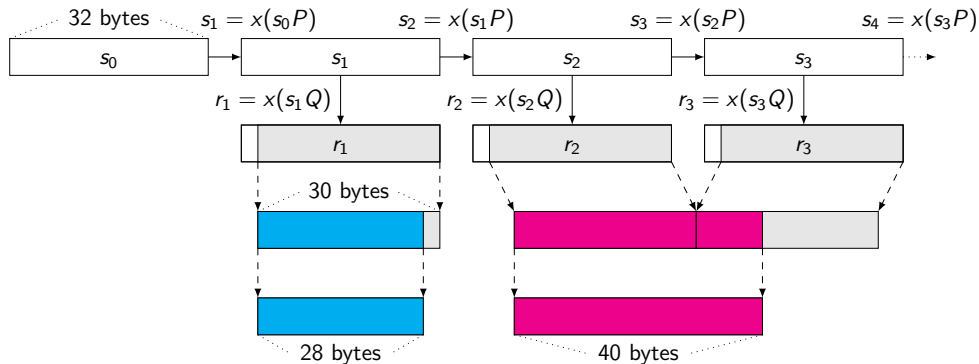 32 bytes s₁ = x(s₀P) s₂ = x(s₁P) s₃ = x(s₂P) s₄ = x(s₃P)
s₀ s₁ s₂ s₃
r₁ = x(s₁Q) r₂ = x(s₂Q) r₃ = x(s₃Q)
r₁ r₂ r₃
30 bytes
28 bytes 40 bytes